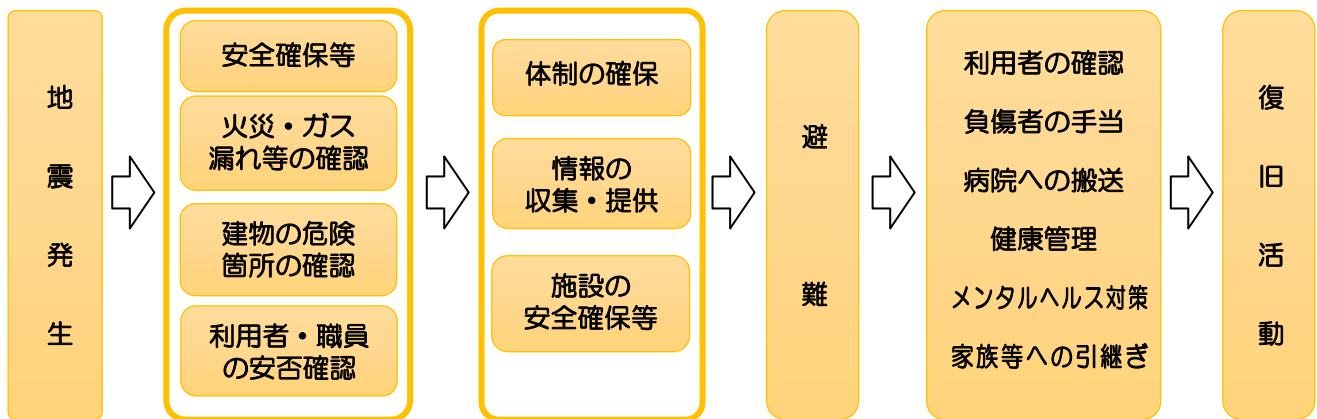 地震発生
安全確保等
火災・ガス
漏れ等の確認
建物の危険
箇所の確認
利用者・職員
の安否確認
体制の確保
情報の
収集・提供
施設の
安全確保等
避難
利用者の確認
負傷者の手当
病院への搬送
健康管理
メンタルヘルス対策
家族等への引継ぎ
復旧活動